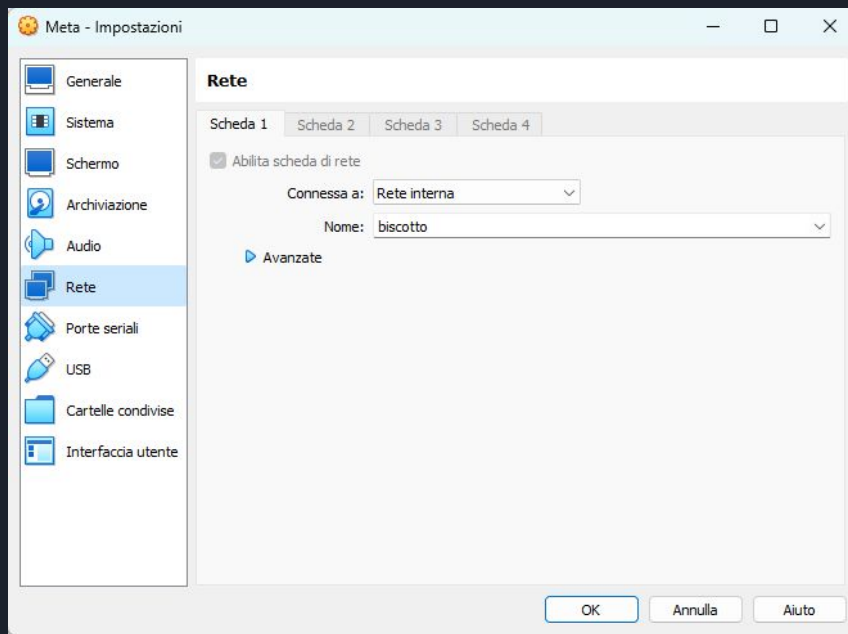 Meta - Impostazioni
Generale
Sistema
Schermo
Archiviazione
Audio
Rete
Porte seriali
USB
Cartelle condivise
Interfaccia utente
Rete
Scheda 1 Scheda 2 Scheda 3 Scheda 4
Abilita scheda di rete
Connessa a: Rete interna
Nome: biscotto
Avanzate
OK Annulla Aiuto